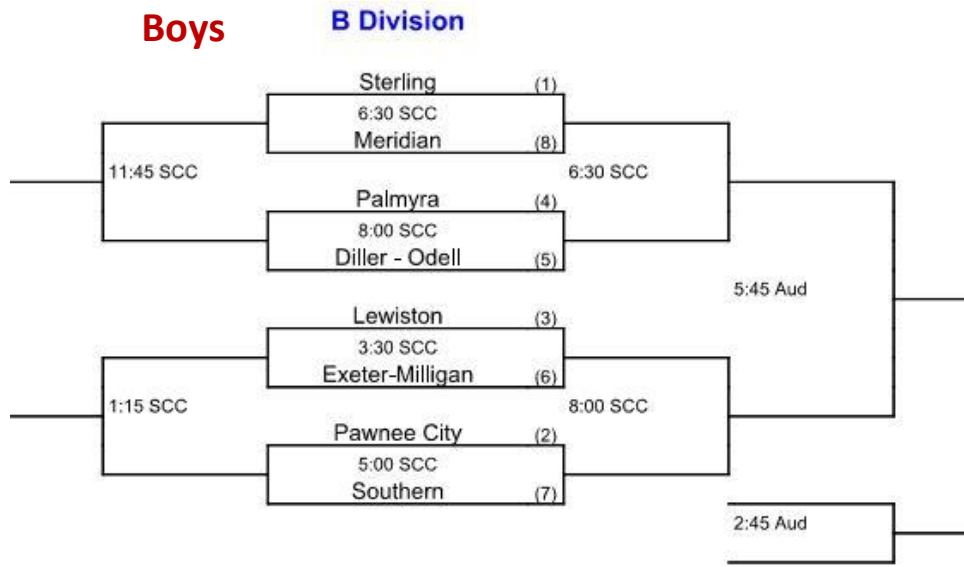 Boys B Division
Sterling (1)
6:30 SCC
Meridian (8)
11:45 SCC
6:30 SCC
Palmyra (4)
8:00 SCC
Diller - Odell (5)
5:45 Aud
Lewiston (3)
3:30 SCC
Exeter-Milligan (6)
1:15 SCC
8:00 SCC
Pawnee City (2)
5:00 SCC
Southern (7)
2:45 Aud